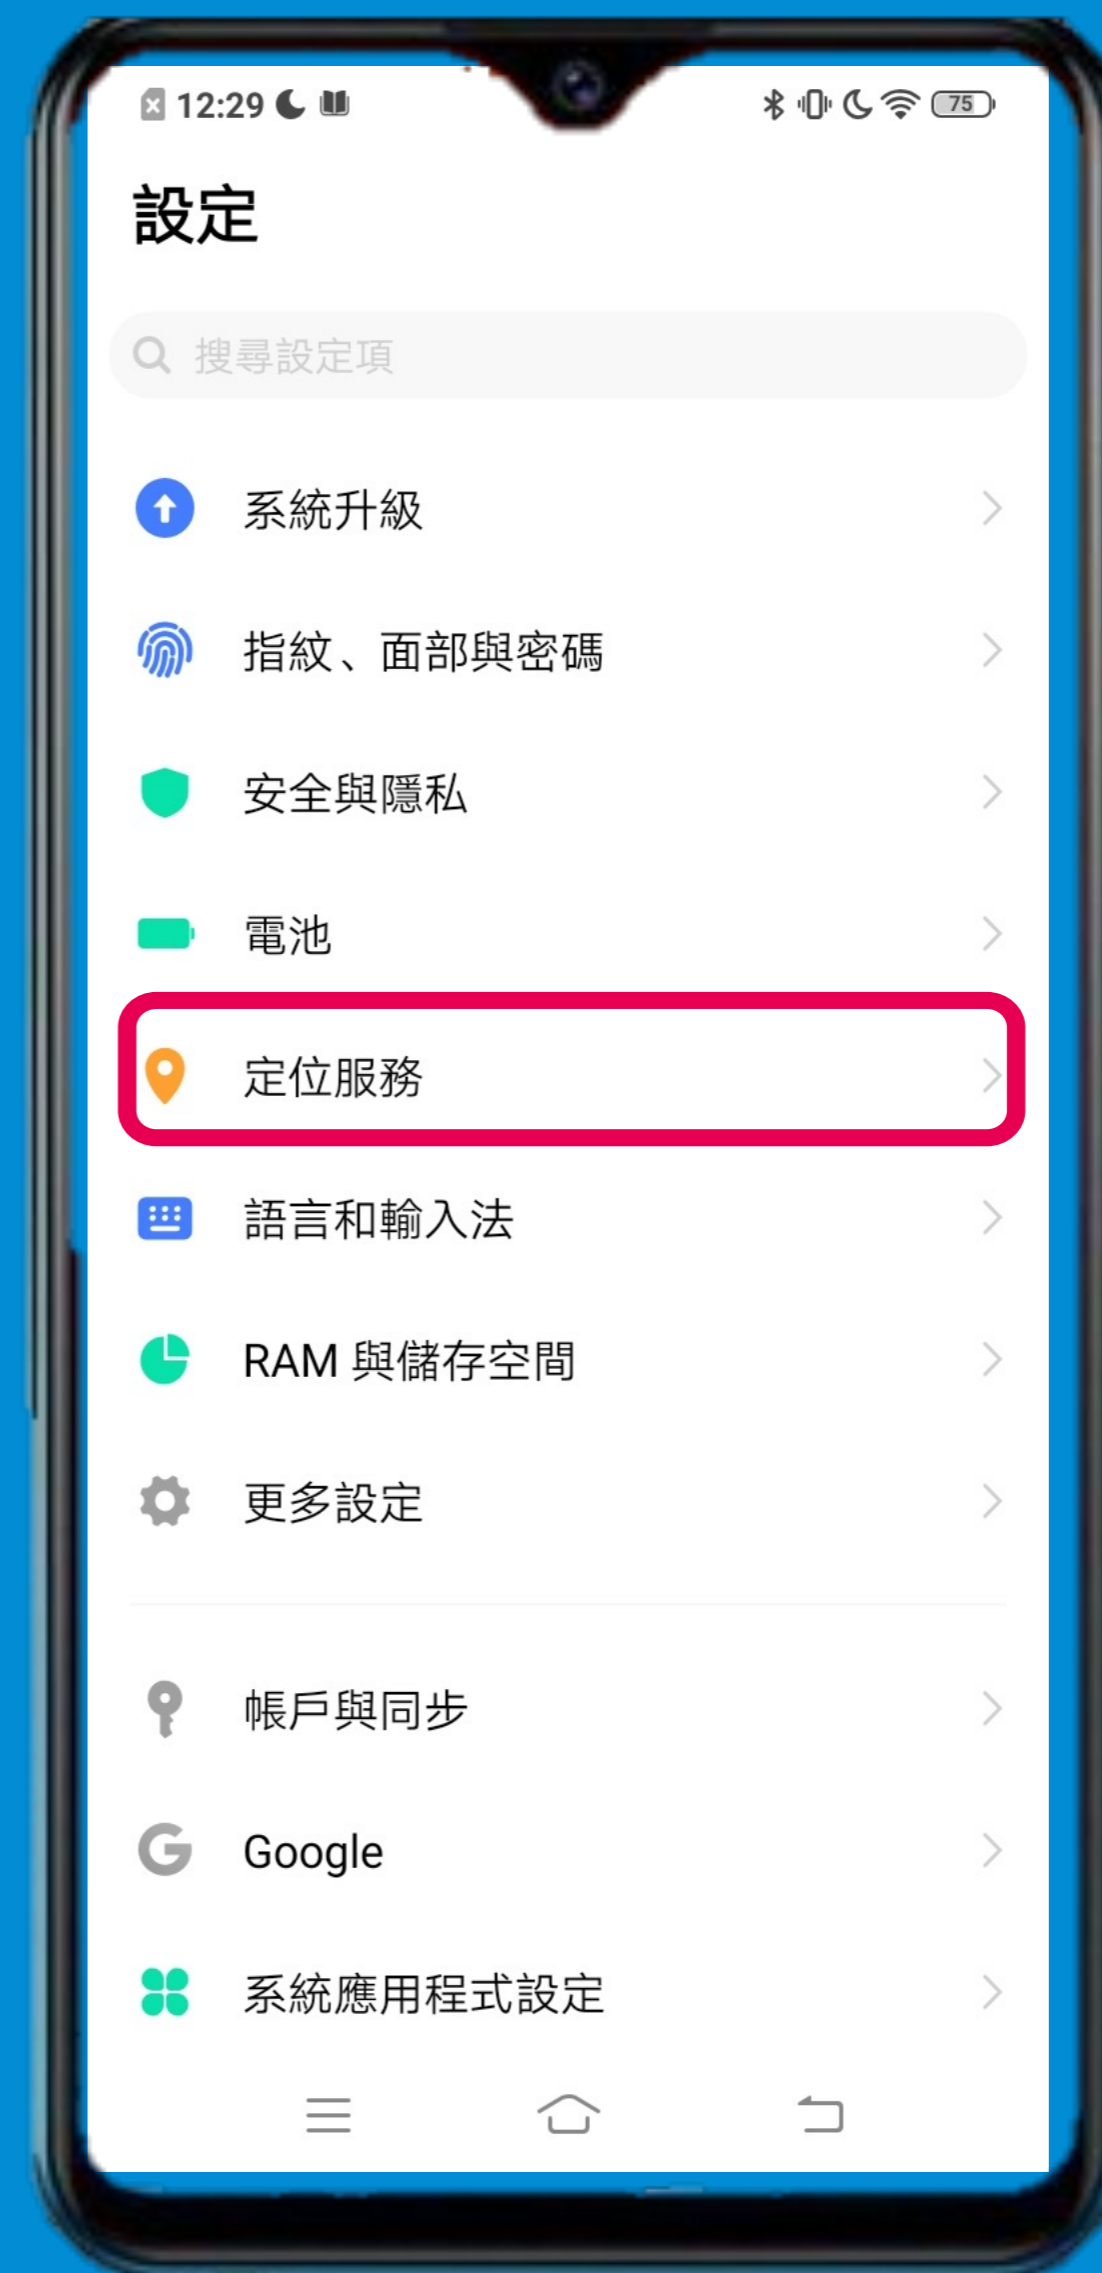 12:29
75
設定
搜尋設定項
系統升級
指紋、面部與密碼
安全與隱私
電池
定位服務
語言和輸入法
RAM 與儲存空間
更多設定
帳戶與同步
Google
系統應用程式設定